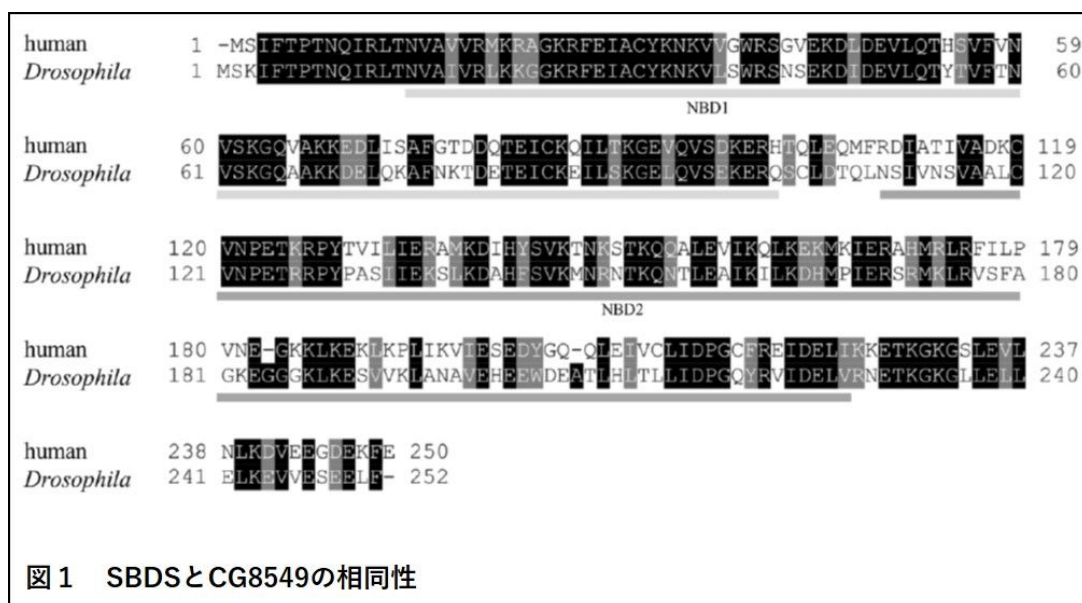 human 1 -MSIFTPTNQIRLTNVAVVRMKRAGKRFEIACYKNKVVGWRSGVEKDLDEVLQTHSVFVN 59
Drosophila 1 MSKIFTPTNQIRLTNVAIVRLKKGGKRFEIACYKNKVLSWRSNSEKDIDEVLQTYTVFTN 60
NBD1
human 60 VSKGQVAKKEDLISAFGTDDQTEICKQILTKGEVQVSDKERHTQLEQMFRDIATIVADKC 119
Drosophila 61 VSKGQAAKKDELQKAFNKTDETEICKEILSKGELQVSEKERQSCLDTQLNSIVNSVAALC 120
human 120 VNPETKRPYTVILIERAMKDIHYSVKTNKSTKQQALEVIKQLKEKMKIERAHMRLRFILP 179
Drosophila 121 VNPETRRPYPASIIEKSLKDAHFSVKMNRNTKQNTLEAIKILKDHMPIERSRMKLRVSFA 180
NBD2
human 180 VNE-GKKLKEKLKPLIKVIESEDYGQ-QLEIVCLIDPGCFREIDELIKKETKGKGSLEVL 237
Drosophila 181 GKEGGGKLKESVVKLANAVEHEEWDEATLHLTLLIDPGQYRVIDELVRNETKGKGLLELL 240
human 238 NLKDVEEGDEKFE 250
Drosophila 241 ELKEVVESEELF- 252
図1 SBDSとCG8549の相同性